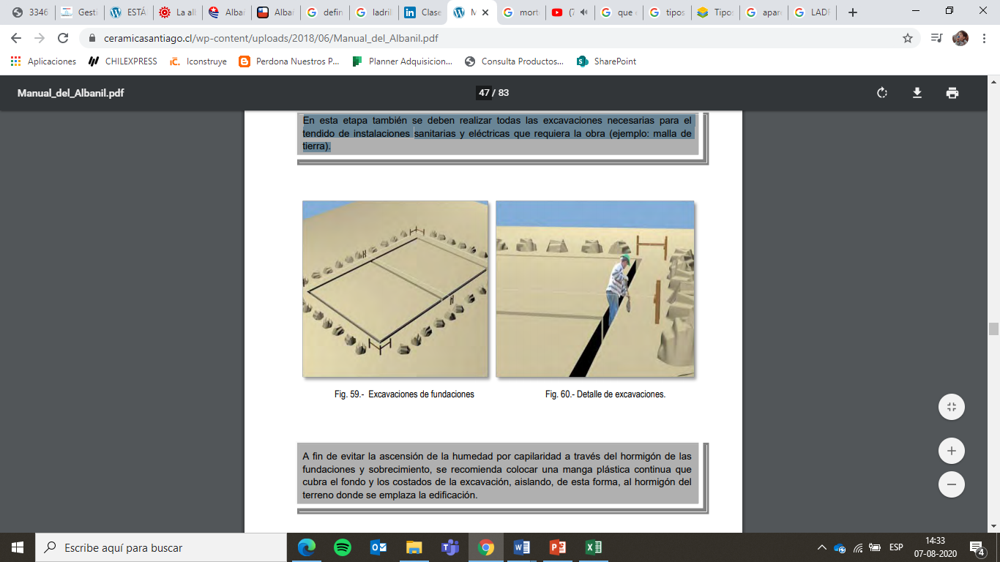 3346
Gesti
ESTÁ
La all
Albañ
Albañ
defin
ladrill
Clase
M
mort
(7
que
tipos
Tipo
apar
LADF
ceramicasantiago.cl/wp-content/uploads/2018/06/Manual_del_Albanil.pdf
Aplicaciones
CHILEXPRESS
iC. Iconstruye
Perdona Nuestros P...
Planner Adquisicion...
Consulta Productos...
SharePoint
Manual_del_Albanil.pdf
47 / 83
En esta etapa también se deben realizar todas las excavaciones necesarias para el
tendido de instalaciones sanitarias y eléctricas que requiera la obra (ejemplo: malla de
tierra).
Fig. 59.- Excavaciones de fundaciones
Fig. 60.- Detalle de excavaciones.
A fin de evitar la ascensión de la humedad por capilaridad a través del hormigón de las
fundaciones y sobrecimiento, se recomienda colocar una manga plástica continua que
cubra el fondo y los costados de la excavación, aislando, de esta forma, al hormigón del
terreno donde se emplaza la edificación.
Escribe aquí para buscar
ESP
14:33
07-08-2020
4